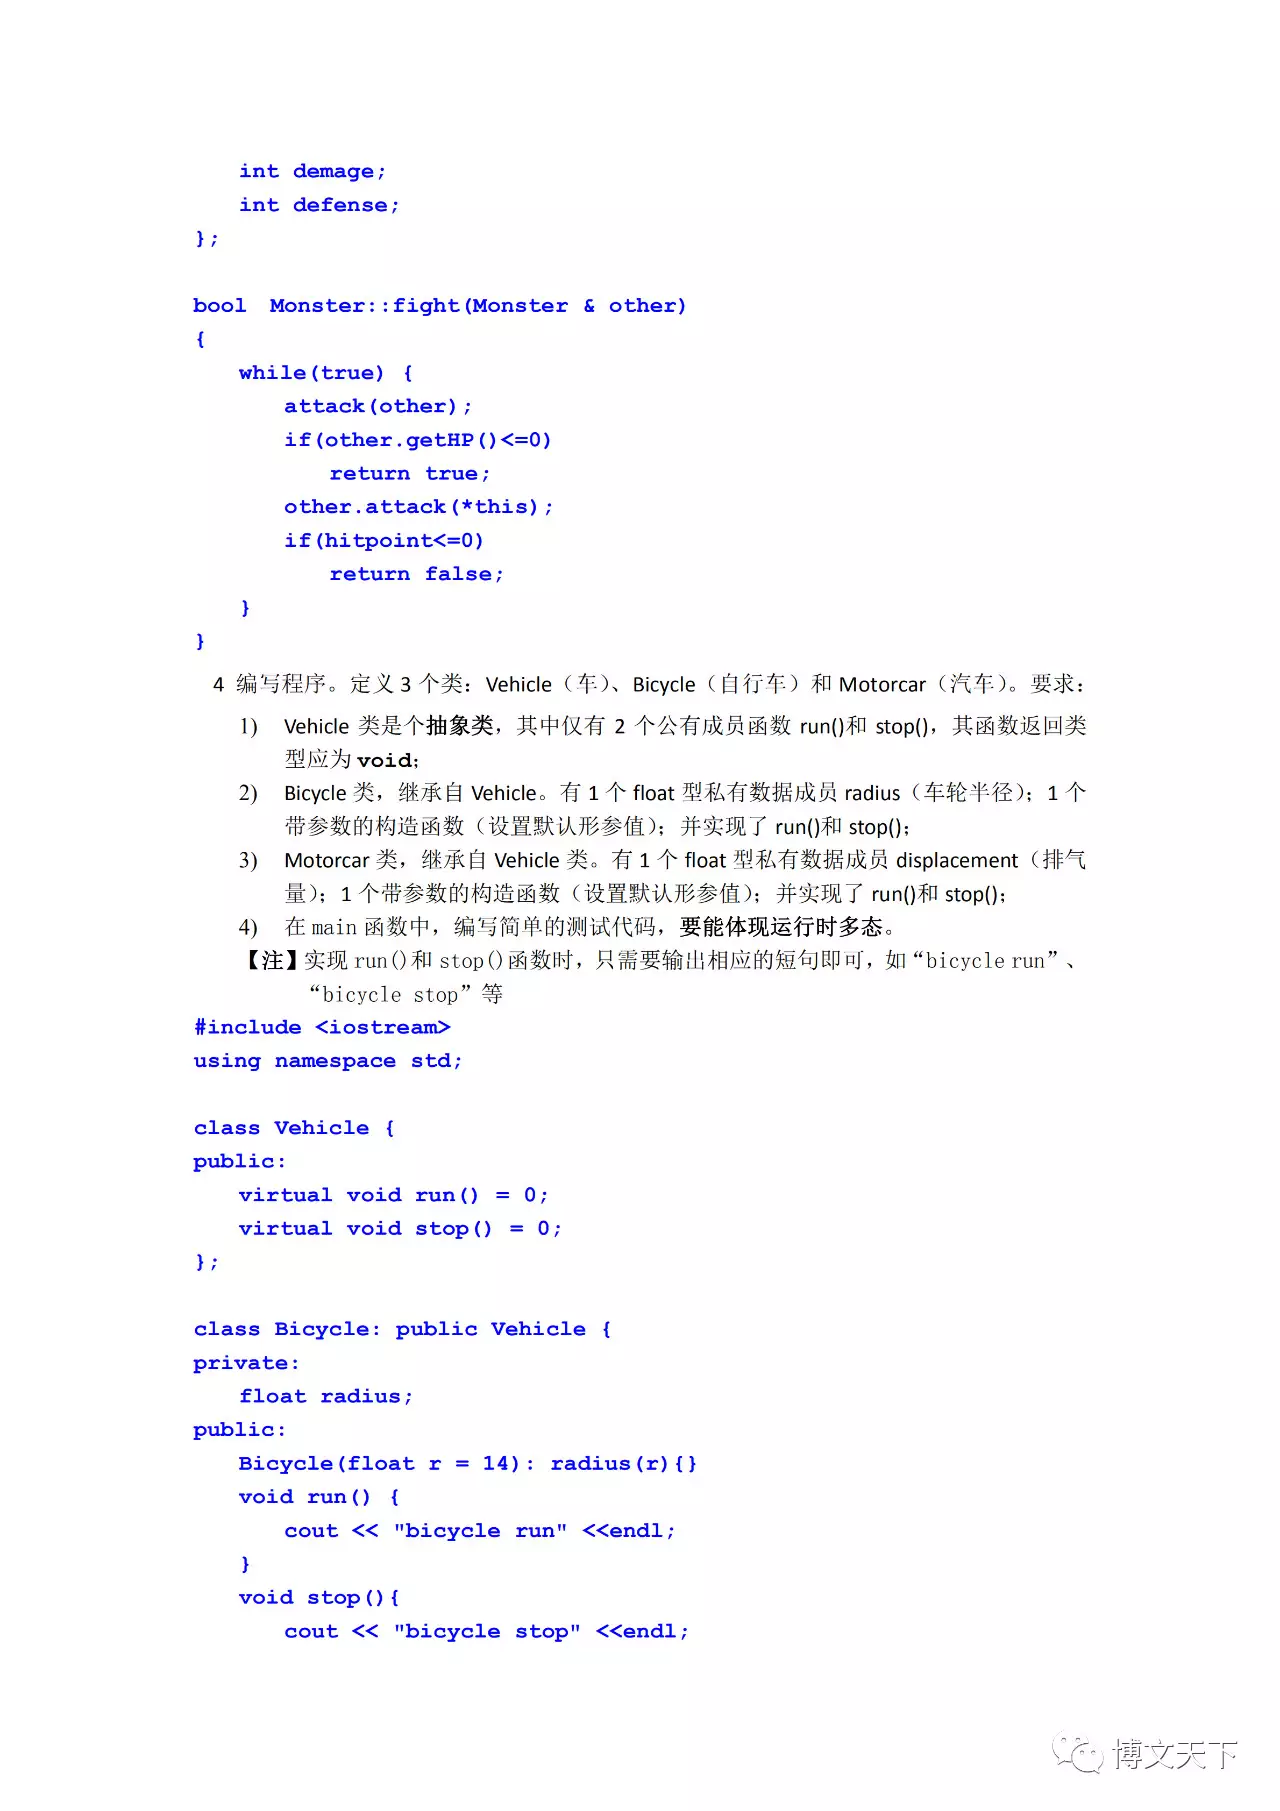 int demage;
int defense;
};
bool Monster::fight(Monster & other)
{
while(true) {
attack(other);
if(other.getHP()<=0)
return true;
other.attack(*this);
if(hitpoint<=0)
return false;
}
}
4 编写程序。定义 3 个类：Vehicle（车）、Bicycle（自行车）和 Motorcar（汽车）。要求：
1) Vehicle 类是个抽象类，其中仅有 2 个公有成员函数 run()和 stop()，其函数返回类
型应为 void；
2) Bicycle 类，继承自 Vehicle。有 1 个 float 型私有数据成员 radius（车轮半径）；1 个
带参数的构造函数（设置默认形参值）；并实现了 run()和 stop()；
3) Motorcar 类，继承自 Vehicle 类。有 1 个 float 型私有数据成员 displacement（排气
量）；1 个带参数的构造函数（设置默认形参值）；并实现了 run()和 stop()；
4) 在 main 函数中，编写简单的测试代码，要能体现运行时多态。
【注】实现 run()和 stop()函数时，只需要输出相应的短句即可，如“bicycle run”、
“bicycle stop”等
#include <iostream>
using namespace std;
class Vehicle {
public:
virtual void run() = 0;
virtual void stop() = 0;
};
class Bicycle: public Vehicle {
private:
float radius;
public:
Bicycle(float r = 14): radius(r){}
void run() {
cout << "bicycle run" <<endl;
}
void stop(){
cout << "bicycle stop" <<endl;
博文天下